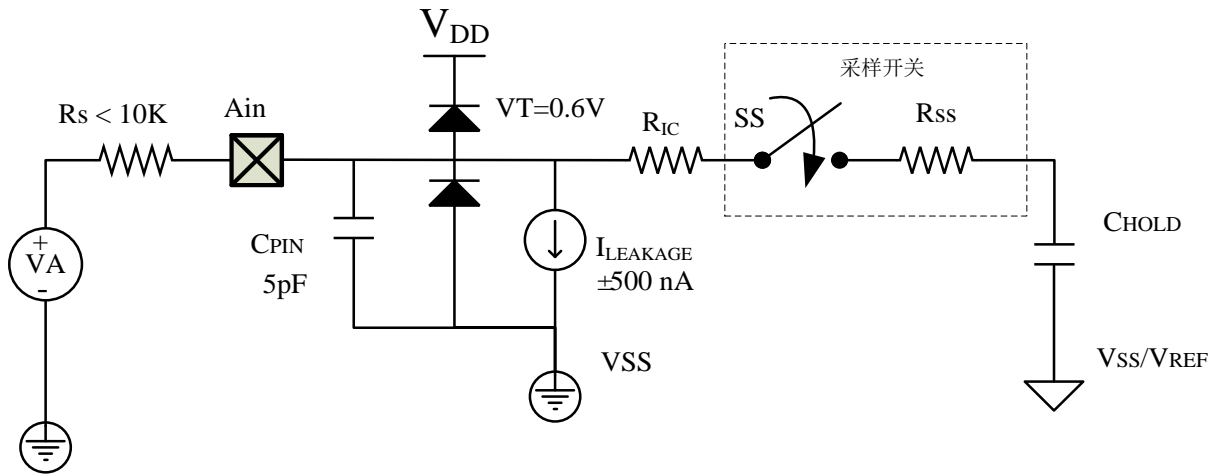 VDD
采样开关
Rs < 10K
Ain
VT=0.6V
RIC
SS
Rss
VA
+
-
CPIN
5pF
ILEAKAGE
±500 nA
CHOLD
VSS
VSS/VREF